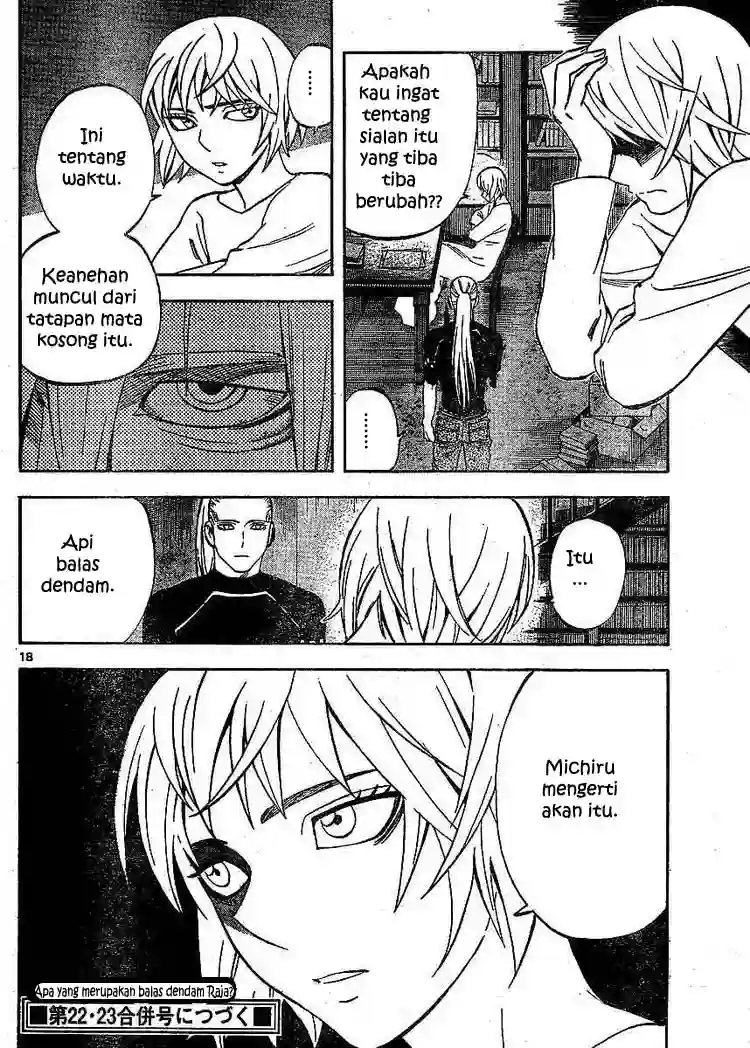 Apakah
kau ingat
tentang
sialan itu
yang tiba
tiba
berubah??
......
......
Ini
tentang
waktu.
Keanehan
muncul dari
tatapan mata
kosong itu.
Itu
...
Api
balas
dendam.
18
Michiru
mengerti
akan itu.
Apa yang merupakan balas dendam Raja?
■第22・23合併号につづく■